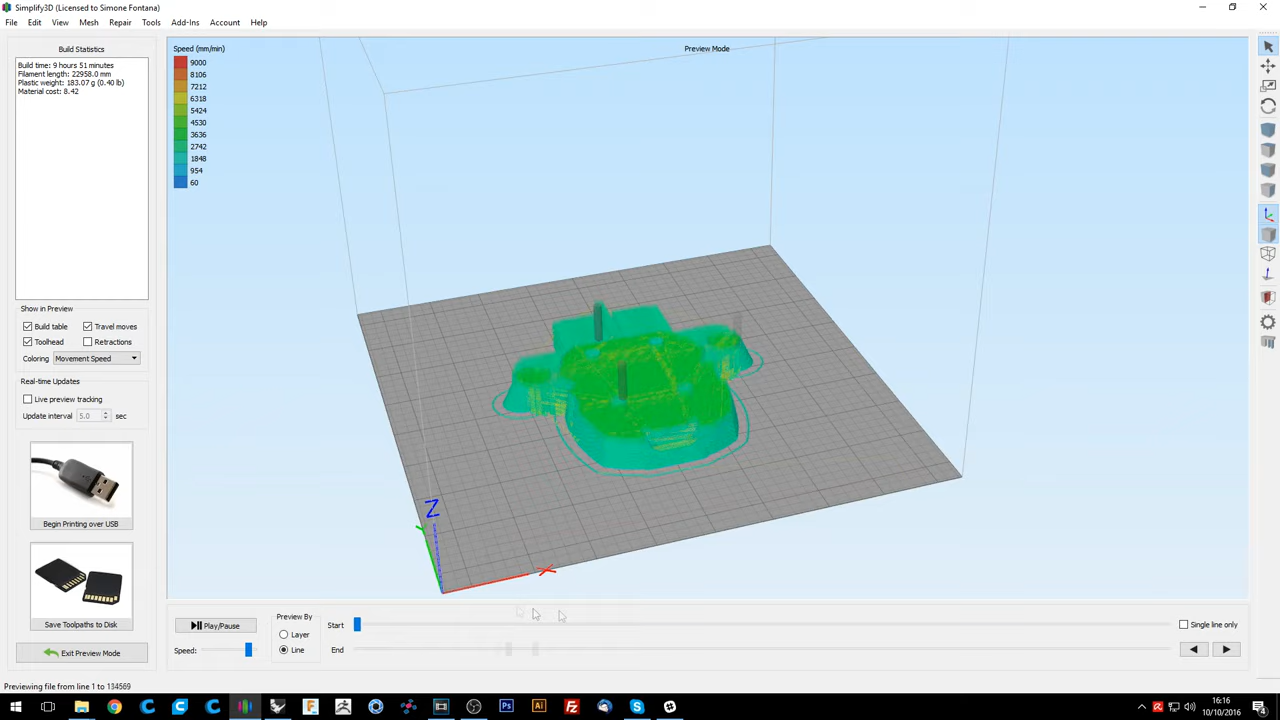 Simplify3D (Licensed to Simone Fontana)
File Edit View Mesh Repair Tools Add-Ins Account Help
Build Statistics
Build time: 9 hours 51 minutes
Filament length: 22958.0 mm
Plastic weight: 183.07 g (0.40 lb)
Material cost: 8.42
Speed (mm/min)
9000
8106
7212
6318
5424
4530
3636
2742
1848
954
60
Preview Mode
Show in Preview
Build table Travel moves
Toolhead Retractions
Coloring Movement Speed
Real-time Updates
Live preview tracking
Update interval 5.0 sec
Begin Printing over USB
Save Toolpaths to Disk
Exit Preview Mode
Z
Play/Pause
Speed:
Preview By
Layer
Line
Start
End
Single line only
Previewing file from line 1 to 134569
Ps
Ai
16:16
10/10/2016
4